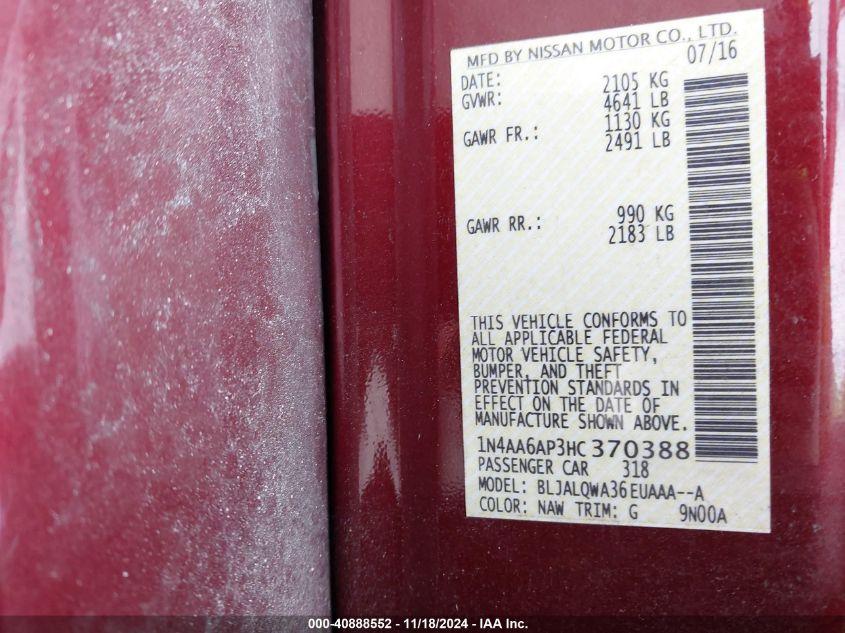 MFD BY NISSAN MOTOR CO., LTD.
07/16
DATE: 2105 KG
GVWR: 4641 LB
GAWR FR.: 1130 KG
2491 LB
GAWR RR.: 990 KG
2183 LB
THIS VEHICLE CONFORMS TO
ALL APPLICABLE FEDERAL
MOTOR VEHICLE SAFETY,
BUMPER, AND THEFT
PREVENTION STANDARDS IN
EFFECT ON THE DATE OF
MANUFACTURE SHOWN ABOVE.
1N4AA6AP3HC370388
PASSENGER CAR 318
MODEL: BLJALQWA36EUAAA--A
COLOR: NAW TRIM: G 9N00A
000-40888552 - 11/18/2024 - IAA Inc.